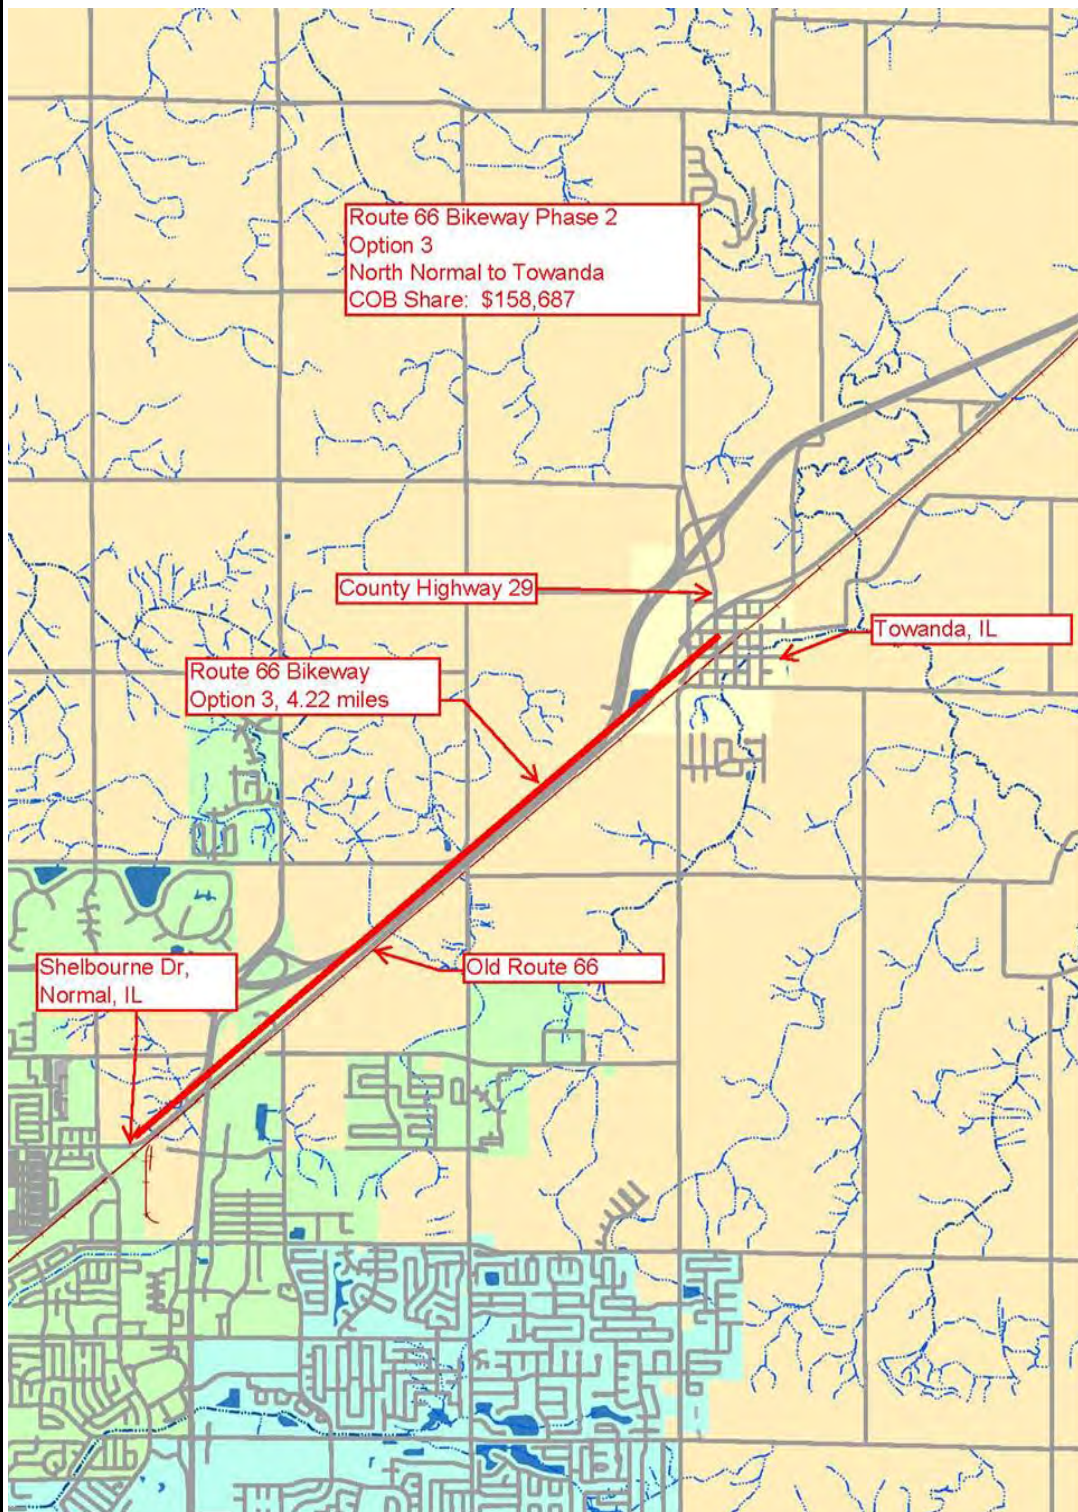 Route 66 Bikeway Phase 2
Option 3
North Normal to Towanda
COB Share: $158,687
County Highway 29
Towanda, IL
Route 66 Bikeway
Option 3, 4.22 miles
Shelbourne Dr,
Normal, IL
Old Route 66